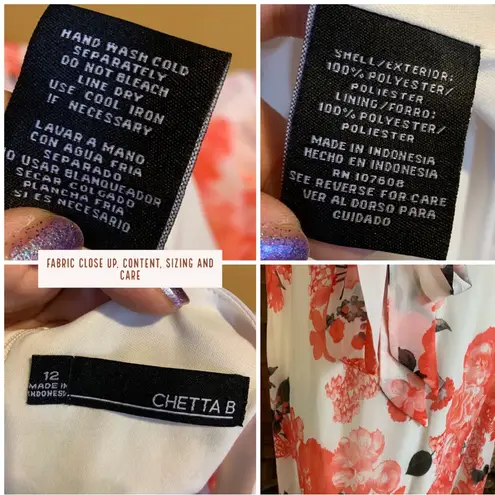 HAND WASH COLD
SEPARATELY
DO NOT BLEACH
LINE DRY
USE COOL IRON
IF NECESSARY
LAVAR A MANO
CON AGUA FRIA
SEPARADO
USAR BLANQUEADOR
SECAR COLGADO
PLANCHA FRIA
SI ES NECESARIO
SHELL/EXTERIOR:
100% POLYESTER/
POLIESTER
LINING/FORRO:
100% POLYESTER/
POLIESTER
MADE IN INDONESIA
HECHO EN INDONESIA
RN 107608
SEE REVERSE FOR CARE
VER AL DORSO PARA
CUIDADO
FABRIC CLOSE UP, CONTENT, SIZING AND
CARE
12
MADE IN
INDONES
CHETTA B